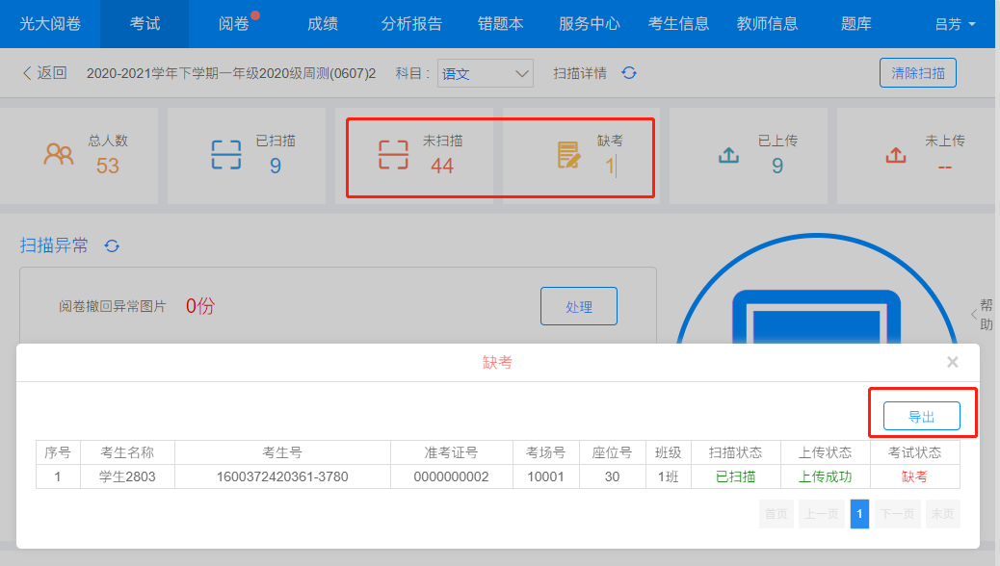 光大阅卷 考试 阅卷 成绩 分析报告 错题本 服务中心 考生信息 教师信息 题库 吕芳
返回 2020-2021学年下学期一年级2020级周测(0607)2 科目： 语文 扫描详情 清除扫描
总人数 已扫描 未扫描 缺考 已上传 未上传
53 9 44 1 9 --
扫描异常
阅卷撤回异常图片 0份 处理
帮助
缺考 ×
导出
序号 考生名称 考生号 准考证号 考场号 座位号 班级 扫描状态 上传状态 考试状态
1 学生2803 1600372420361-3780 0000000002 10001 30 1班 已扫描 上传成功 缺考
首页 上一页 1 下一页 末页